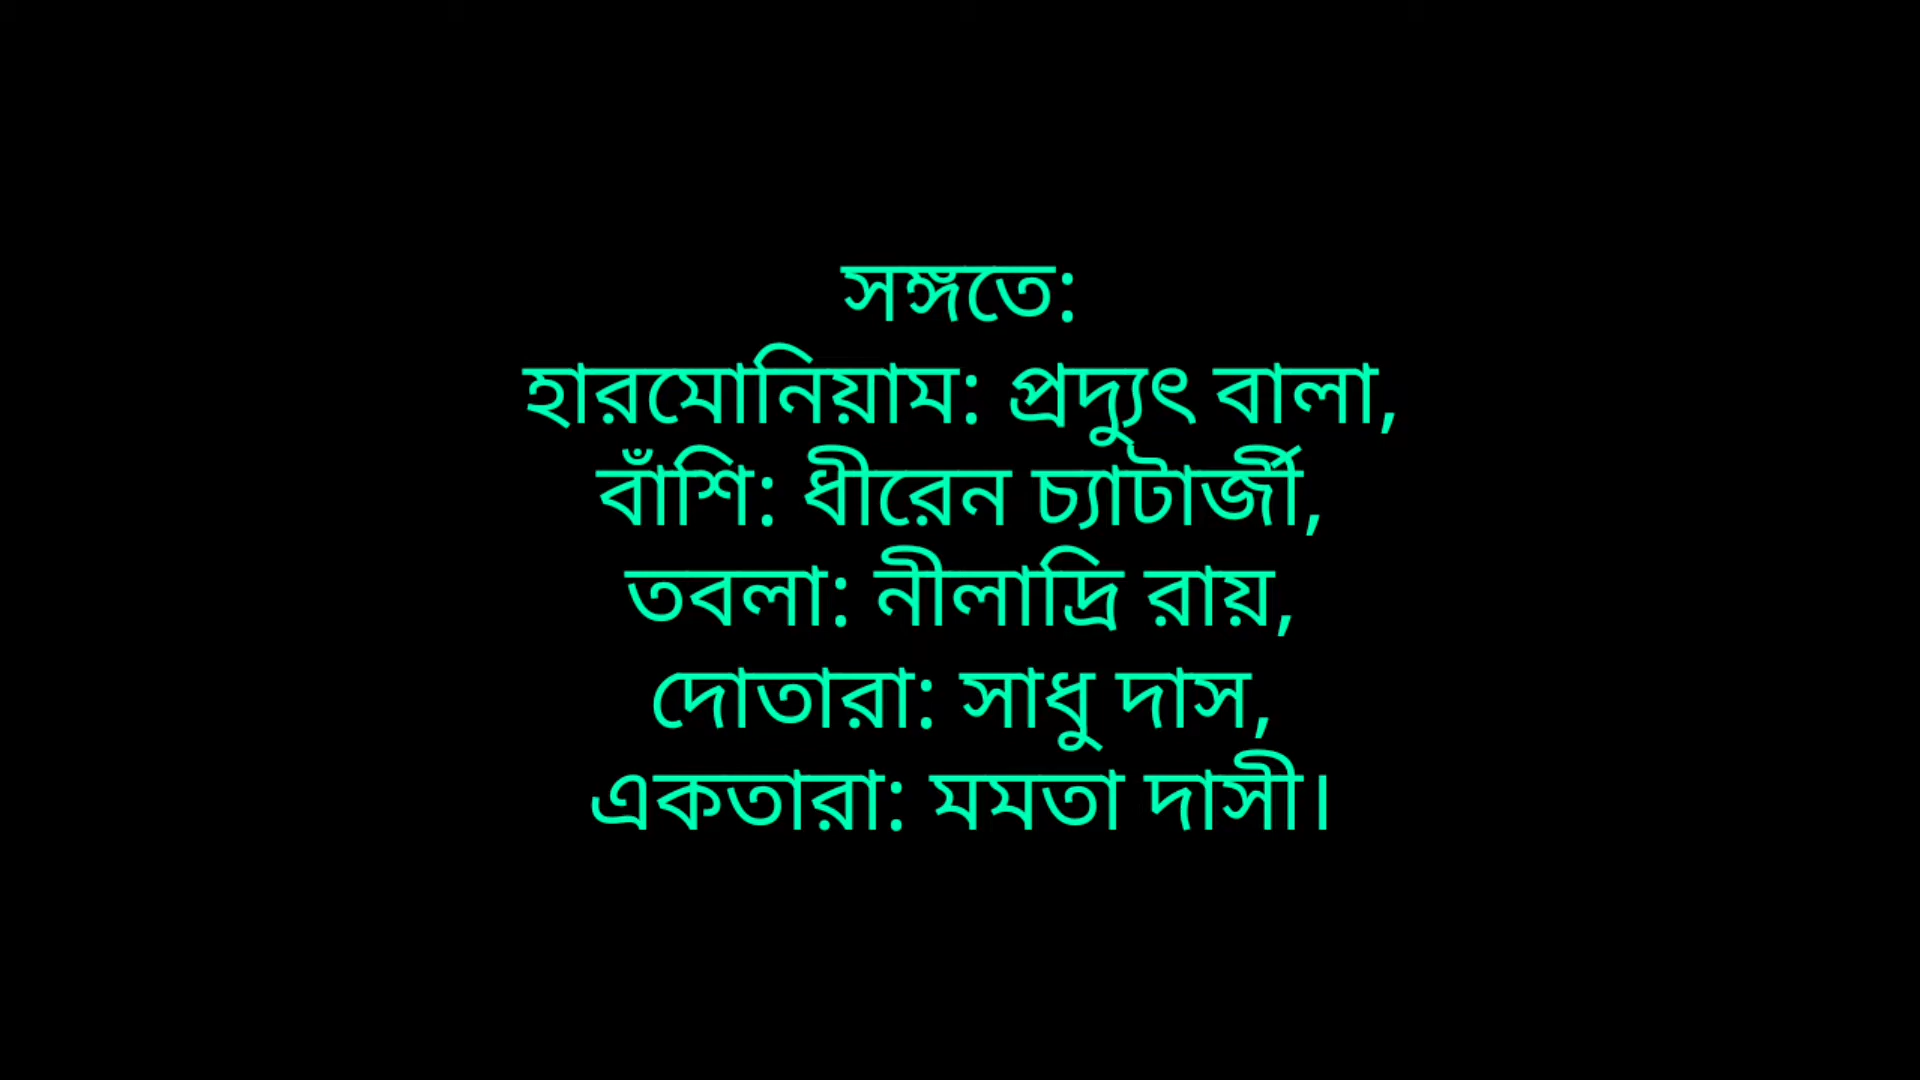 সঙ্গতে:
হারমোনিয়াম: প্রদ্যুৎ বালা,
বাঁশি: ধীরেন চ্যাটার্জী,
তবলা: নীলাদ্রি রায়,
দোতারা: সাধু দাস,
একতারা: মমতা দাসী।